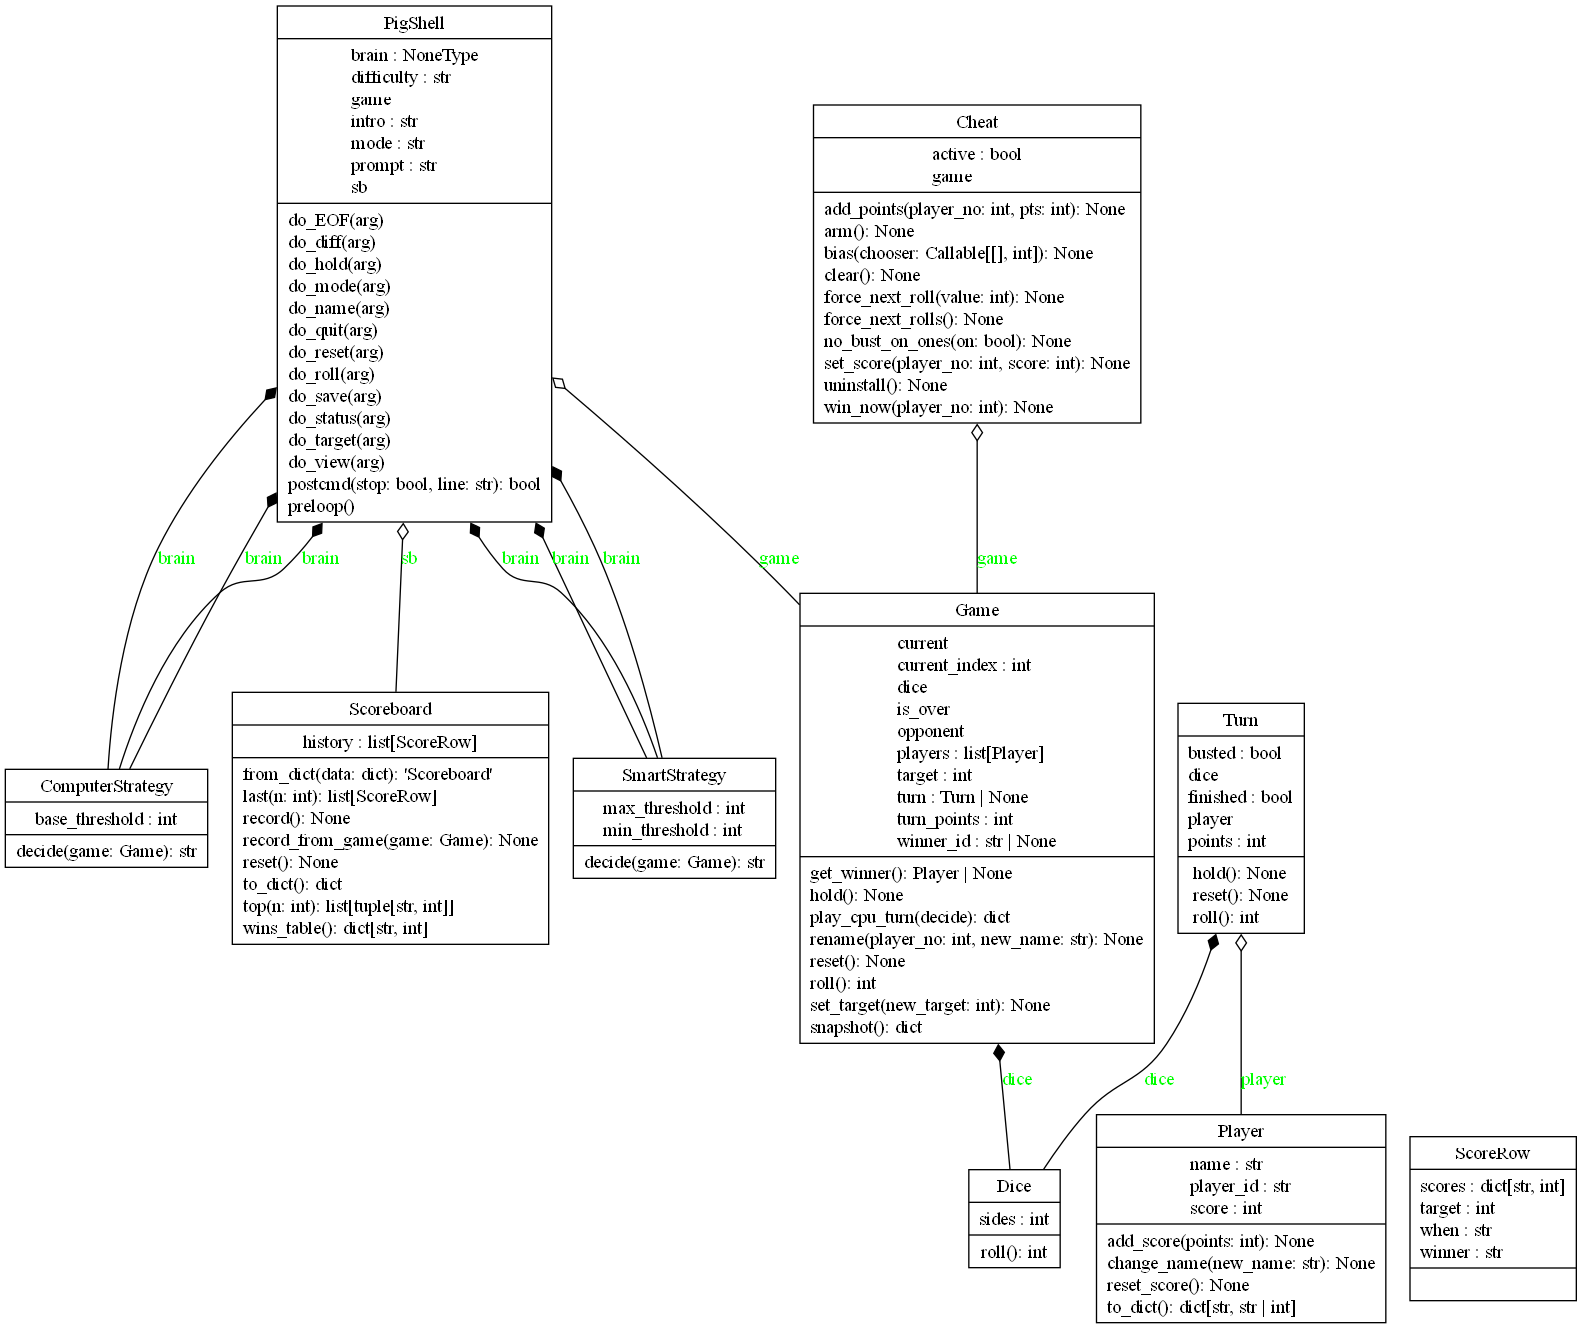 PigShell
brain : NoneType
difficulty : str
game
intro : str
mode : str
prompt : str
sb
do_EOF(arg)
do_diff(arg)
do_hold(arg)
do_mode(arg)
do_name(arg)
do_quit(arg)
do_reset(arg)
do_roll(arg)
do_save(arg)
do_status(arg)
do_target(arg)
do_view(arg)
postcmd(stop: bool, line: str): bool
preloop()
Cheat
active : bool
game
add_points(player_no: int, pts: int): None
arm(): None
bias(chooser: Callable[[], int]): None
clear(): None
force_next_roll(value: int): None
force_next_rolls(): None
no_bust_on_ones(on: bool): None
set_score(player_no: int, score: int): None
uninstall(): None
win_now(player_no: int): None
brain
brain
brain
sb
brain
brain
brain
game
game
ComputerStrategy
base_threshold : int
decide(game: Game): str
Scoreboard
history : list[ScoreRow]
from_dict(data: dict): 'Scoreboard'
last(n: int): list[ScoreRow]
record(): None
record_from_game(game: Game): None
reset(): None
to_dict(): dict
top(n: int): list[tuple[str, int]]
wins_table(): dict[str, int]
SmartStrategy
max_threshold : int
min_threshold : int
decide(game: Game): str
Game
current
current_index : int
dice
is_over
opponent
players : list[Player]
target : int
turn : Turn | None
turn_points : int
winner_id : str | None
get_winner(): Player | None
hold(): None
play_cpu_turn(decide): dict
rename(player_no: int, new_name: str): None
reset(): None
roll(): int
set_target(new_target: int): None
snapshot(): dict
Turn
busted : bool
dice
finished : bool
player
points : int
hold(): None
reset(): None
roll(): int
dice
dice
player
Dice
sides : int
roll(): int
Player
name : str
player_id : str
score : int
add_score(points: int): None
change_name(new_name: str): None
reset_score(): None
to_dict(): dict[str, str | int]
ScoreRow
scores : dict[str, int]
target : int
when : str
winner : str